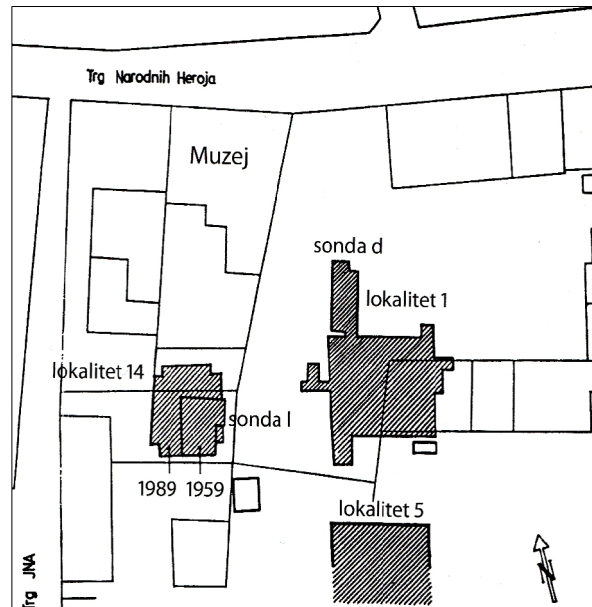 Trg Narodnih Heroja
Muzej
sonda d
lokalitet 1
lokalitet 14
sonda l
1989 1959
lokalitet 5
Trg JNA
N